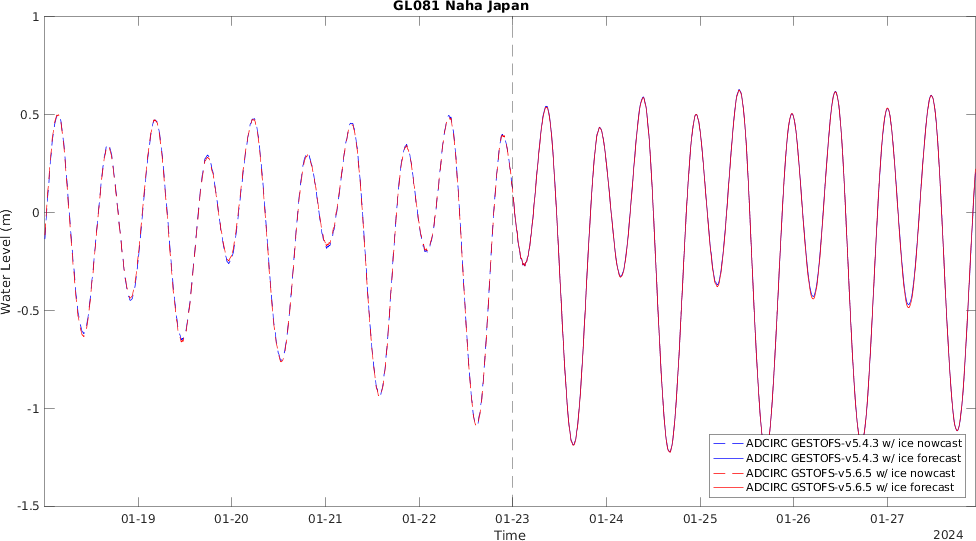 GL081 Naha Japan
1
0.5
0
-0.5
-1
-1.5
Water Level (m)
01-19 01-20 01-21 01-22 01-23 01-24 01-25 01-26 01-27
Time
2024
ADCIRC GESTOFS-v5.4.3 w/ ice nowcast
ADCIRC GESTOFS-v5.4.3 w/ ice forecast
ADCIRC GSTOFS-v5.6.5 w/ ice nowcast
ADCIRC GSTOFS-v5.6.5 w/ ice forecast